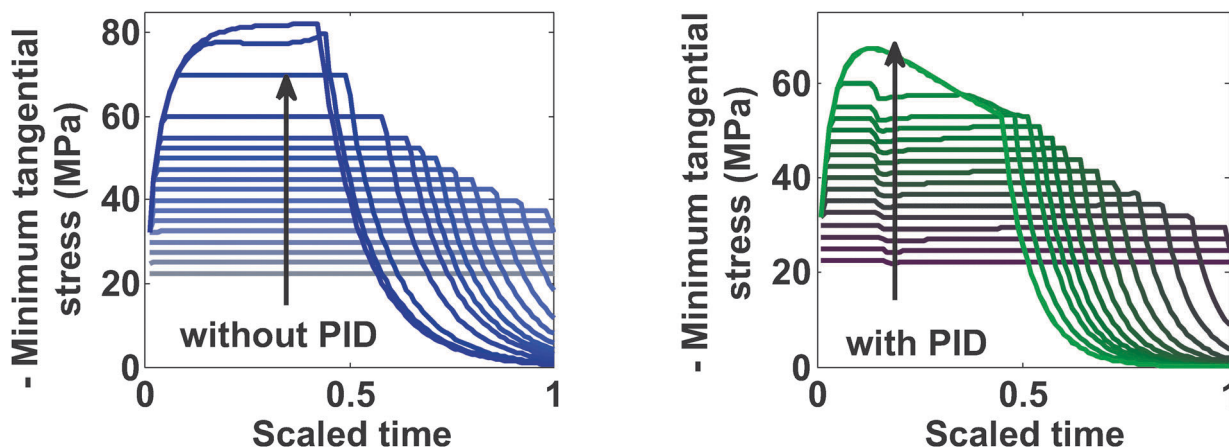 - Minimum tangential
stress (MPa)
80
60
40
20
0
without PID
0
0.5
1
Scaled time
- Minimum tangential
stress (MPa)
60
40
20
0
with PID
0
0.5
1
Scaled time